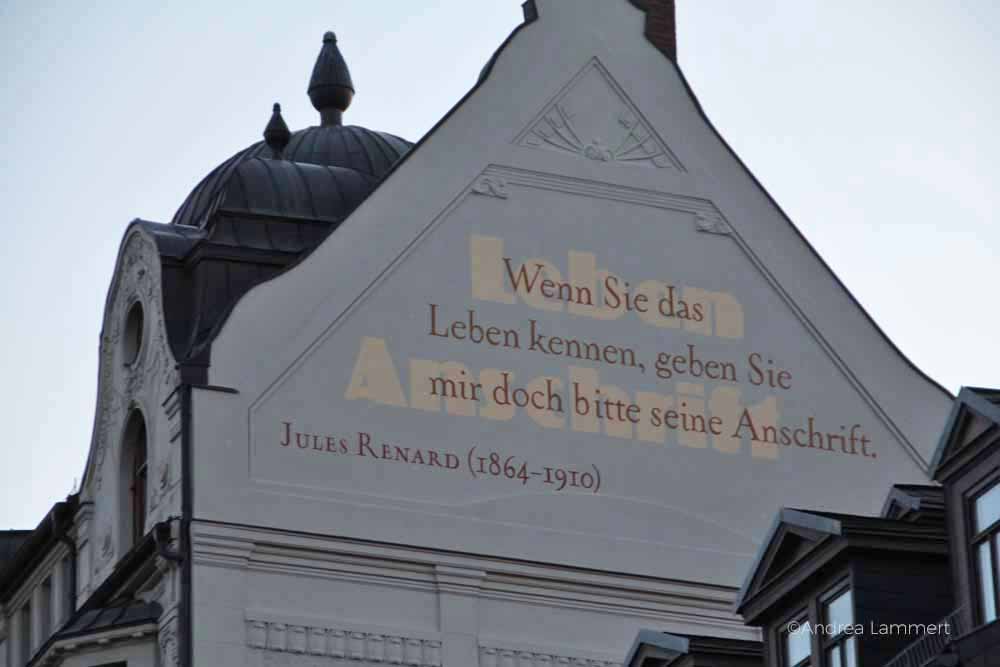 Leben
Anschrift
Wenn Sie das
Leben kennen, geben Sie
mir doch bitte seine Anschrift.
Jules Renard (1864–1910)
©Andrea Lammert